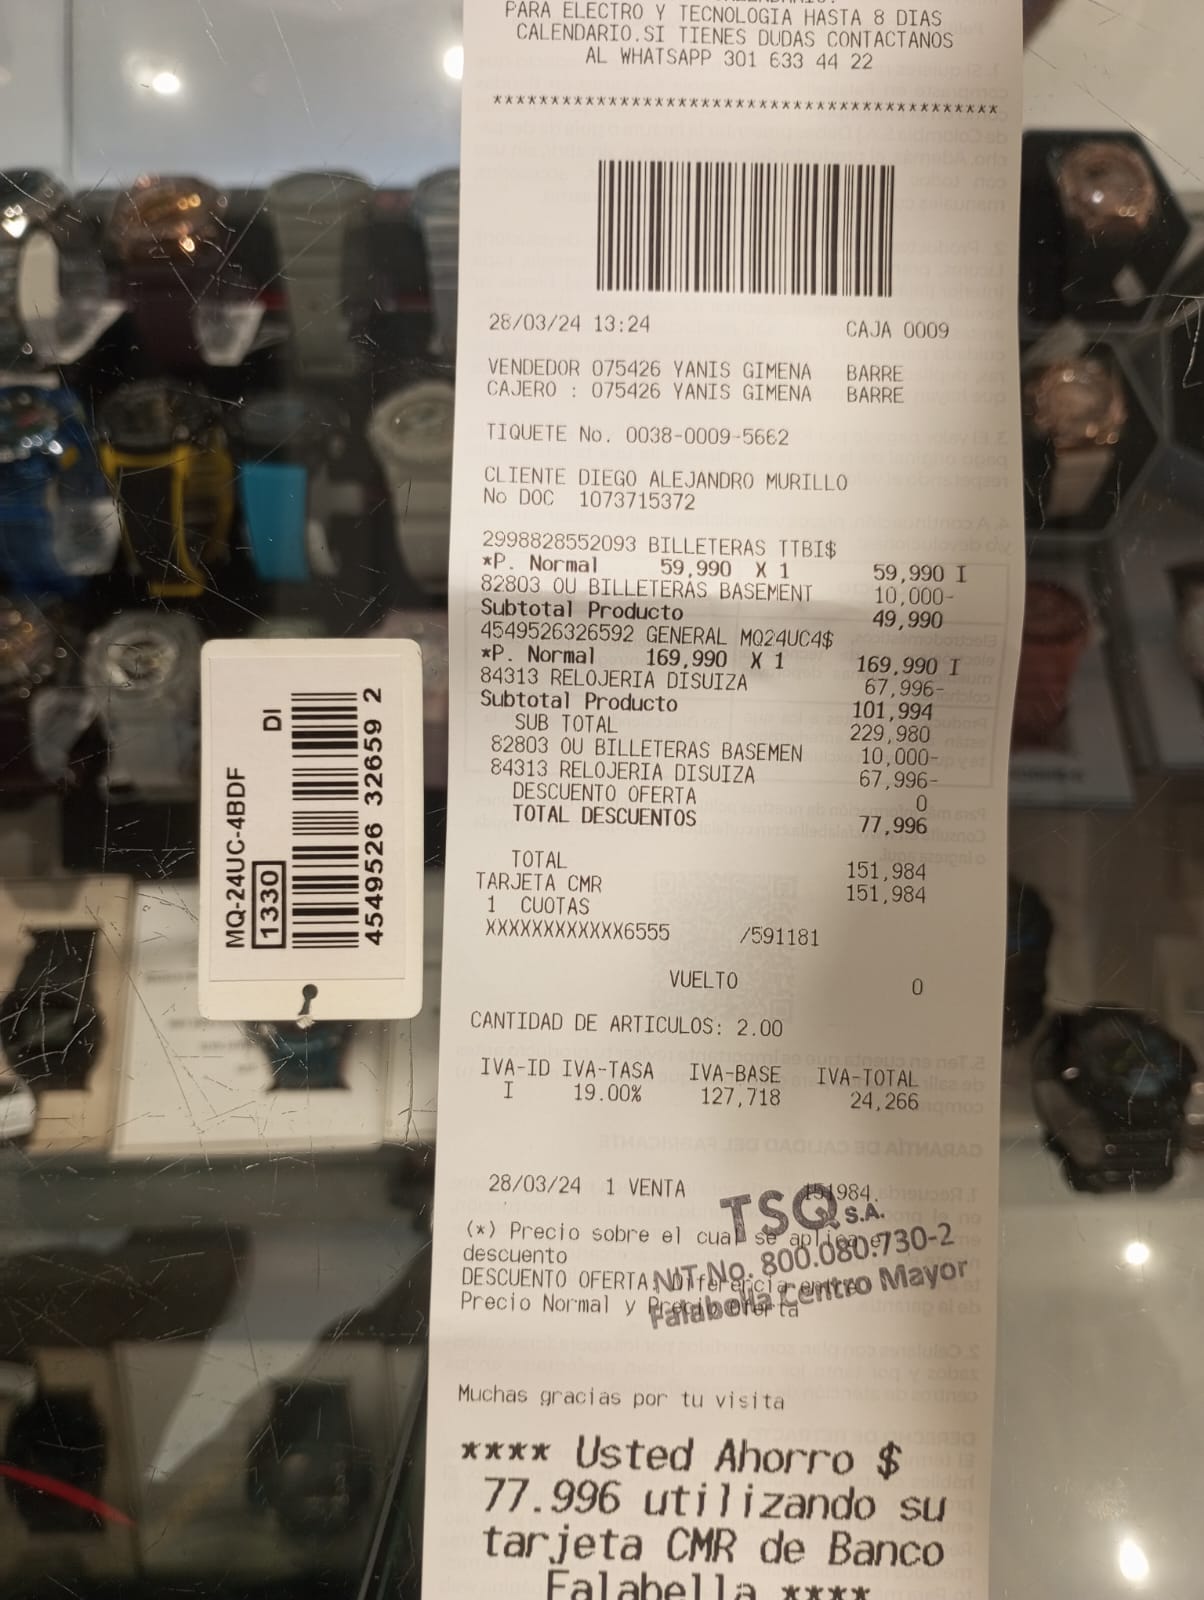 PARA ELECTRO Y TECNOLOGIA HASTA 8 DIAS
CALENDARIO.SI TIENES DUDAS CONTACTANOS
AL WHATSAPP 301 633 44 22
********************************************
28/03/24 13:24 CAJA 0009
VENDEDOR 075426 YANIS GIMENA BARRE
CAJERO : 075426 YANIS GIMENA BARRE
TIQUETE No. 0038-0009-5662
CLIENTE DIEGO ALEJANDRO MURILLO
No DOC 1073715372
2998828552093 BILLETERAS TTBI$
*P. Normal 59,990 X 1 59,990 I
82803 OU BILLETERAS BASEMENT 10,000-
Subtotal Producto 49,990
4549526326592 GENERAL MQ24UC4$
*P. Normal 169,990 X 1 169,990 I
84313 RELOJERIA DISUIZA 67,996-
Subtotal Producto 101,994
SUB TOTAL 229,980
82803 OU BILLETERAS BASEMEN 10,000-
84313 RELOJERIA DISUIZA 67,996-
DESCUENTO OFERTA 0
TOTAL DESCUENTOS 77,996
TOTAL 151,984
TARJETA CMR 151,984
1 CUOTAS
XXXXXXXXXXXX6555 /591181
VUELTO 0
CANTIDAD DE ARTICULOS: 2.00
IVA-ID IVA-TASA IVA-BASE IVA-TOTAL
I 19.00% 127,718 24,266
28/03/24 1 VENTA 151984.
(*) Precio sobre el cual se aplica el
descuento
DESCUENTO OFERTA: Diferencia entre
Precio Normal y Precio Oferta
TSQ S.A.
NIT. No. 800.080.730-2
Falabella Centro Mayor
Muchas gracias por tu visita
**** Usted Ahorro $
77.996 utilizando su
tarjeta CMR de Banco
Falabella ****
MQ-24UC-4BDF
1330 DI
4549526 32659 2